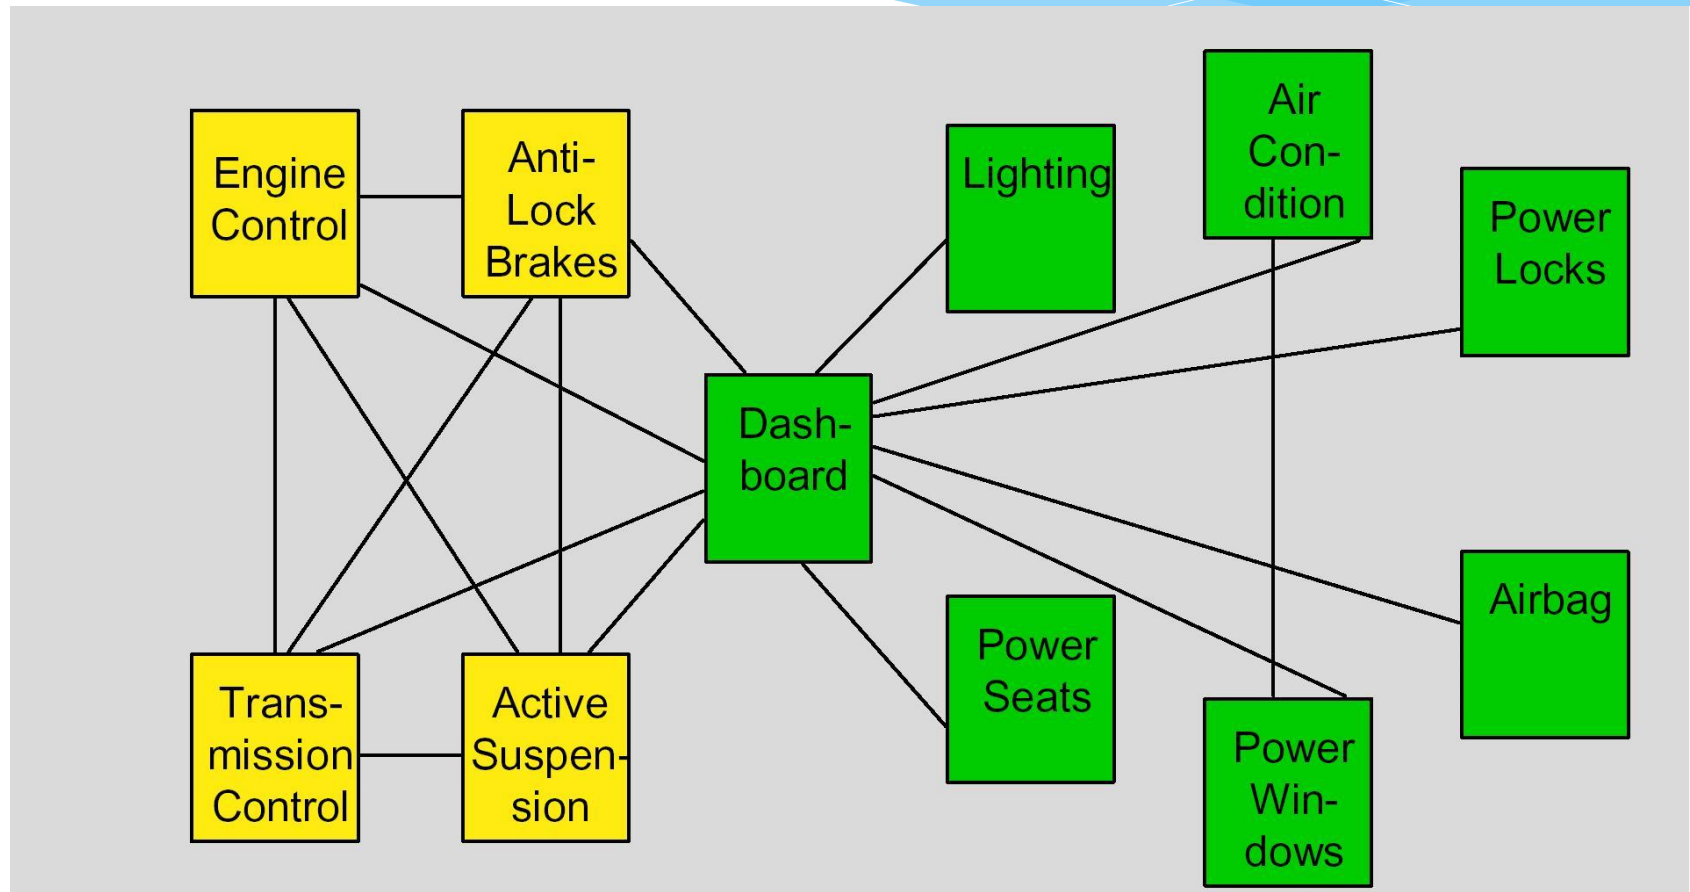 Engine
Control
Anti-
Lock
Brakes
Lighting
Air
Con-
dition
Power
Locks
Dash-
board
Trans-
mission
Control
Active
Suspen-
sion
Power
Seats
Power
Win-
dows
Airbag